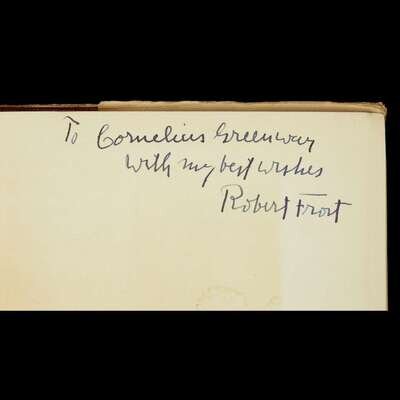 To Cornelius Greenway
with my best wishes
Robert Frost